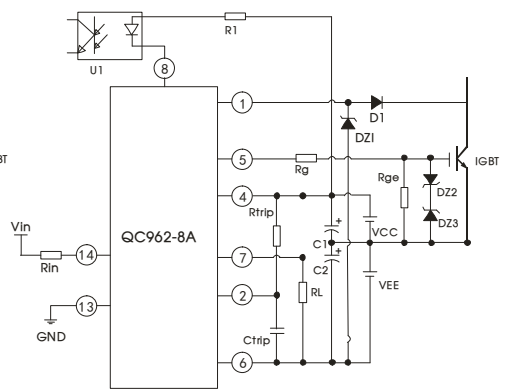 R1
U1
8
1
D1
DZ1
5
Rg
IGBT
BT
Rge
DZ2
4
Rtrip
DZ3
Vin
QC962-8A
+
C1
VCC
14
Rin
7
+
C2
2
RL
VEE
13
GND
Ctrip
6